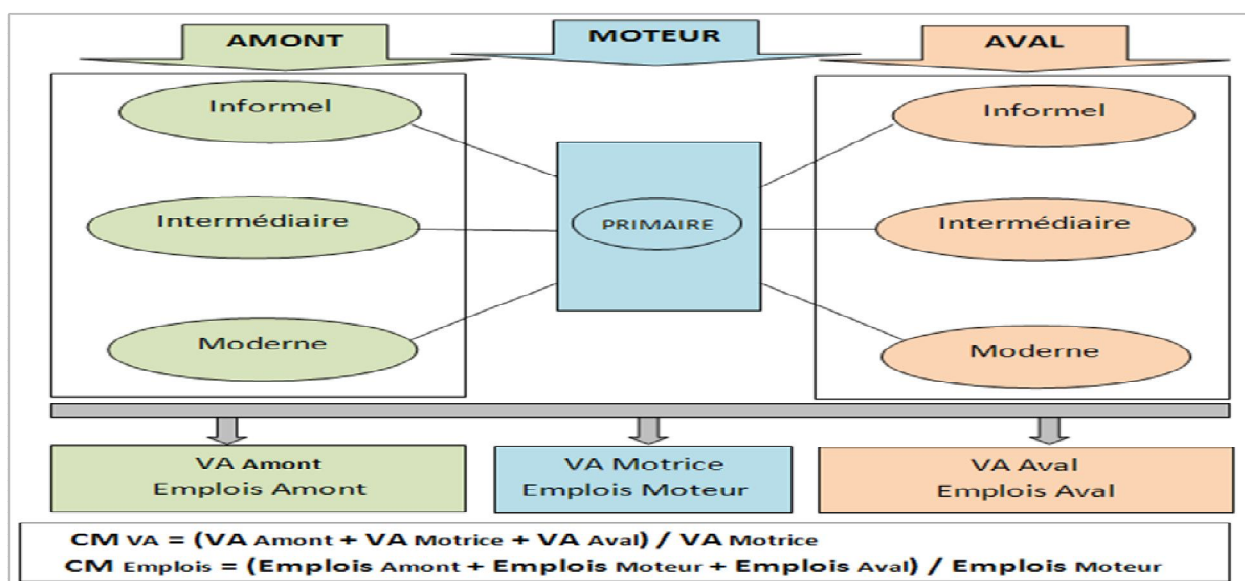 AMONT
MOTEUR
AVAL
Informel
Intermédiaire
Moderne
PRIMAIRE
Informel
Intermédiaire
Moderne
VA Amont
Emplois Amont
VA Motrice
Emplois Moteur
VA Aval
Emplois Aval
CM VA = (VA Amont + VA Motrice + VA Aval) / VA Motrice
CM Emplois = (Emplois Amont + Emplois Moteur + Emplois Aval) / Emplois Moteur